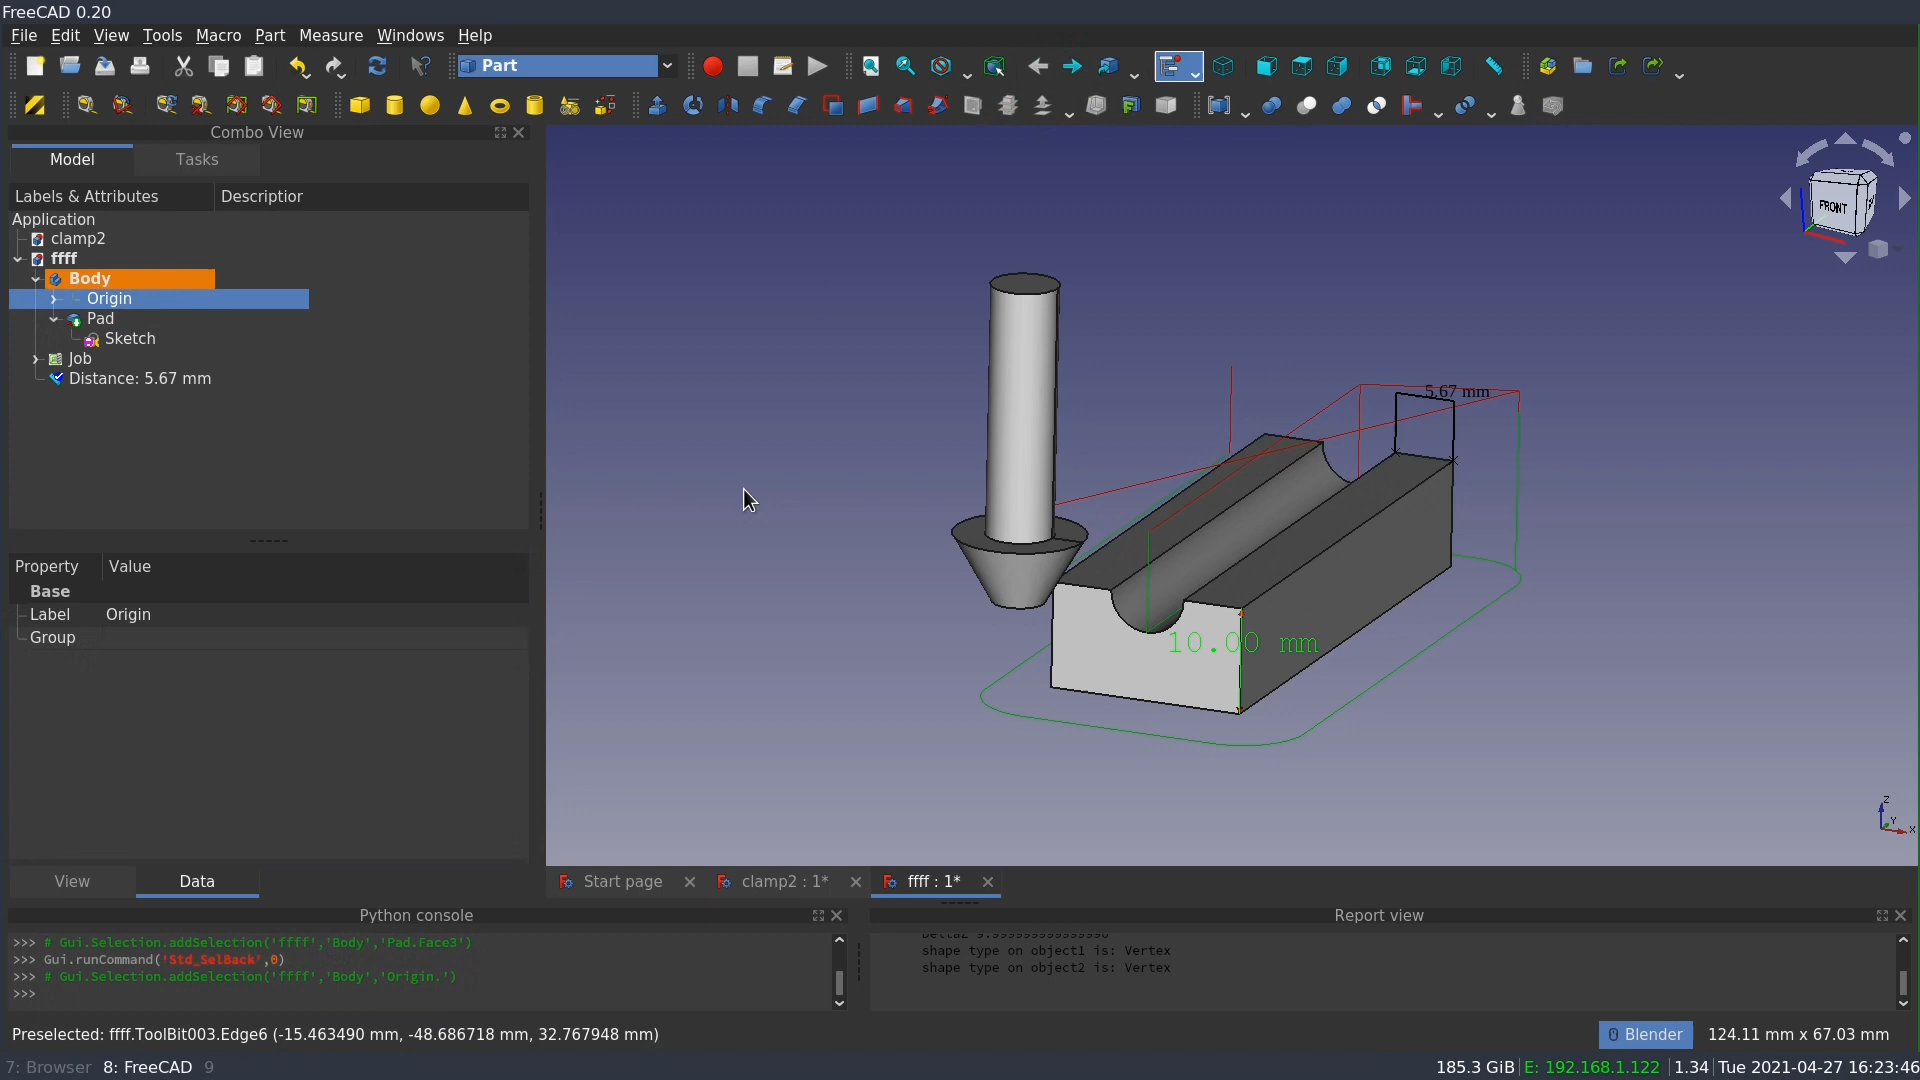 FreeCAD 0.20
File Edit View Tools Macro Part Measure Windows Help
Part
Combo View
Model Tasks
Labels & Attributes Descriptior
Application
clamp2
ffff
Body
Origin
Pad
Sketch
Job
Distance: 5.67 mm
Property Value
Base
Label Origin
Group
View Data
FRONT
5.67 mm
10.00 mm
Z
Y
X
Start page
clamp2 : 1*
ffff : 1*
Python console
>>> # Gui.Selection.addSelection('ffff','Body','Pad.Face3')
>>> Gui.runCommand('Std_SelBack',0)
>>> # Gui.Selection.addSelection('ffff','Body','Origin.')
>>>
Report view
shape type on object1 is: Vertex
shape type on object2 is: Vertex
Preselected: ffff.ToolBit003.Edge6 (-15.463490 mm, -48.686718 mm, 32.767948 mm)
Blender 124.11 mm x 67.03 mm
7: Browser 8: FreeCAD 9
185.3 GiB E: 192.168.1.122 1.34 Tue 2021-04-27 16:23:46